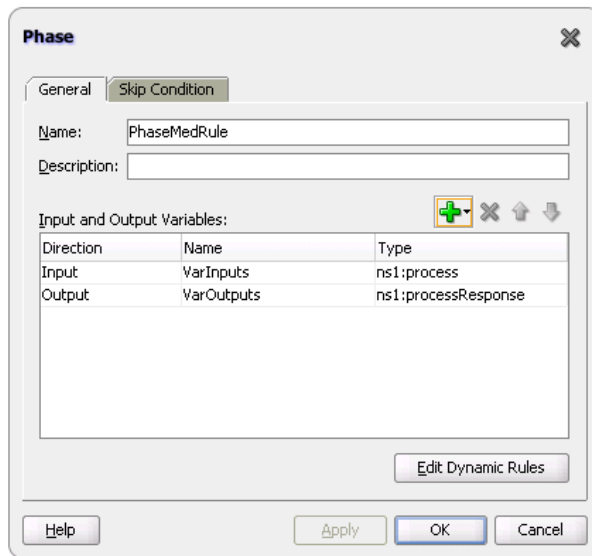 Phase
General Skip Condition
Name: PhaseMedRule
Description:
Input and Output Variables:
Direction Name Type
Input VarInputs ns1:process
Output VarOutputs ns1:processResponse
Edit Dynamic Rules
Help Apply OK Cancel